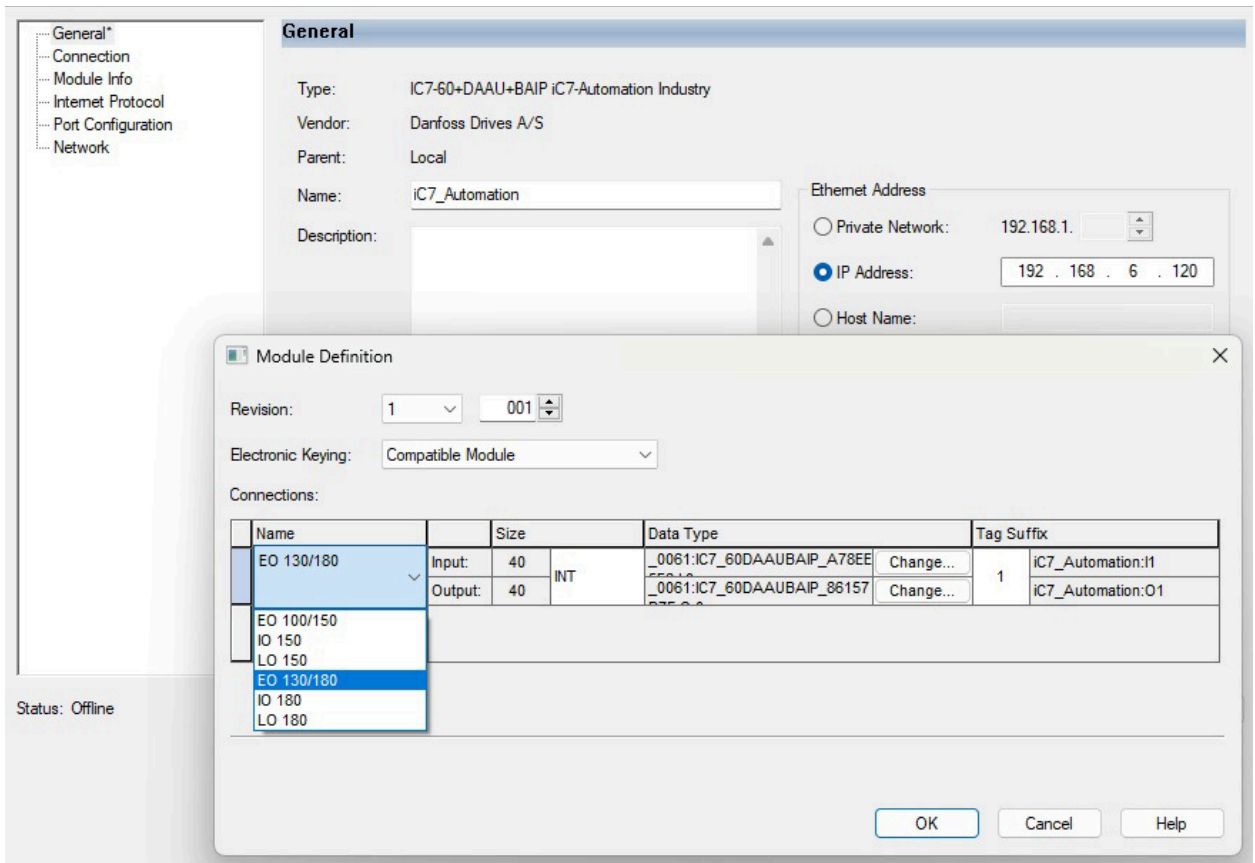 General*
Connection
Module Info
Internet Protocol
Port Configuration
Network
General
Type: IC7-60+DAAU+BAIP iC7-Automation Industry
Vendor: Danfoss Drives A/S
Parent: Local
Name: iC7_Automation
Description:
Ethernet Address
Private Network: 192.168.1.
IP Address: 192 . 168 . 6 . 120
Host Name:
Status: Offline
Module Definition
Revision: 1 001
Electronic Keying: Compatible Module
Connections:
Name Size Data Type Tag Suffix
EO 130/180 Input: 40 INT _0061:IC7_60DAAUBAIP_A78EE Change... 1 iC7_Automation:I1
Output: 40 _0061:IC7_60DAAUBAIP_86157 Change... iC7_Automation:O1
EO 100/150
IO 150
LO 150
EO 130/180
IO 180
LO 180
OK Cancel Help